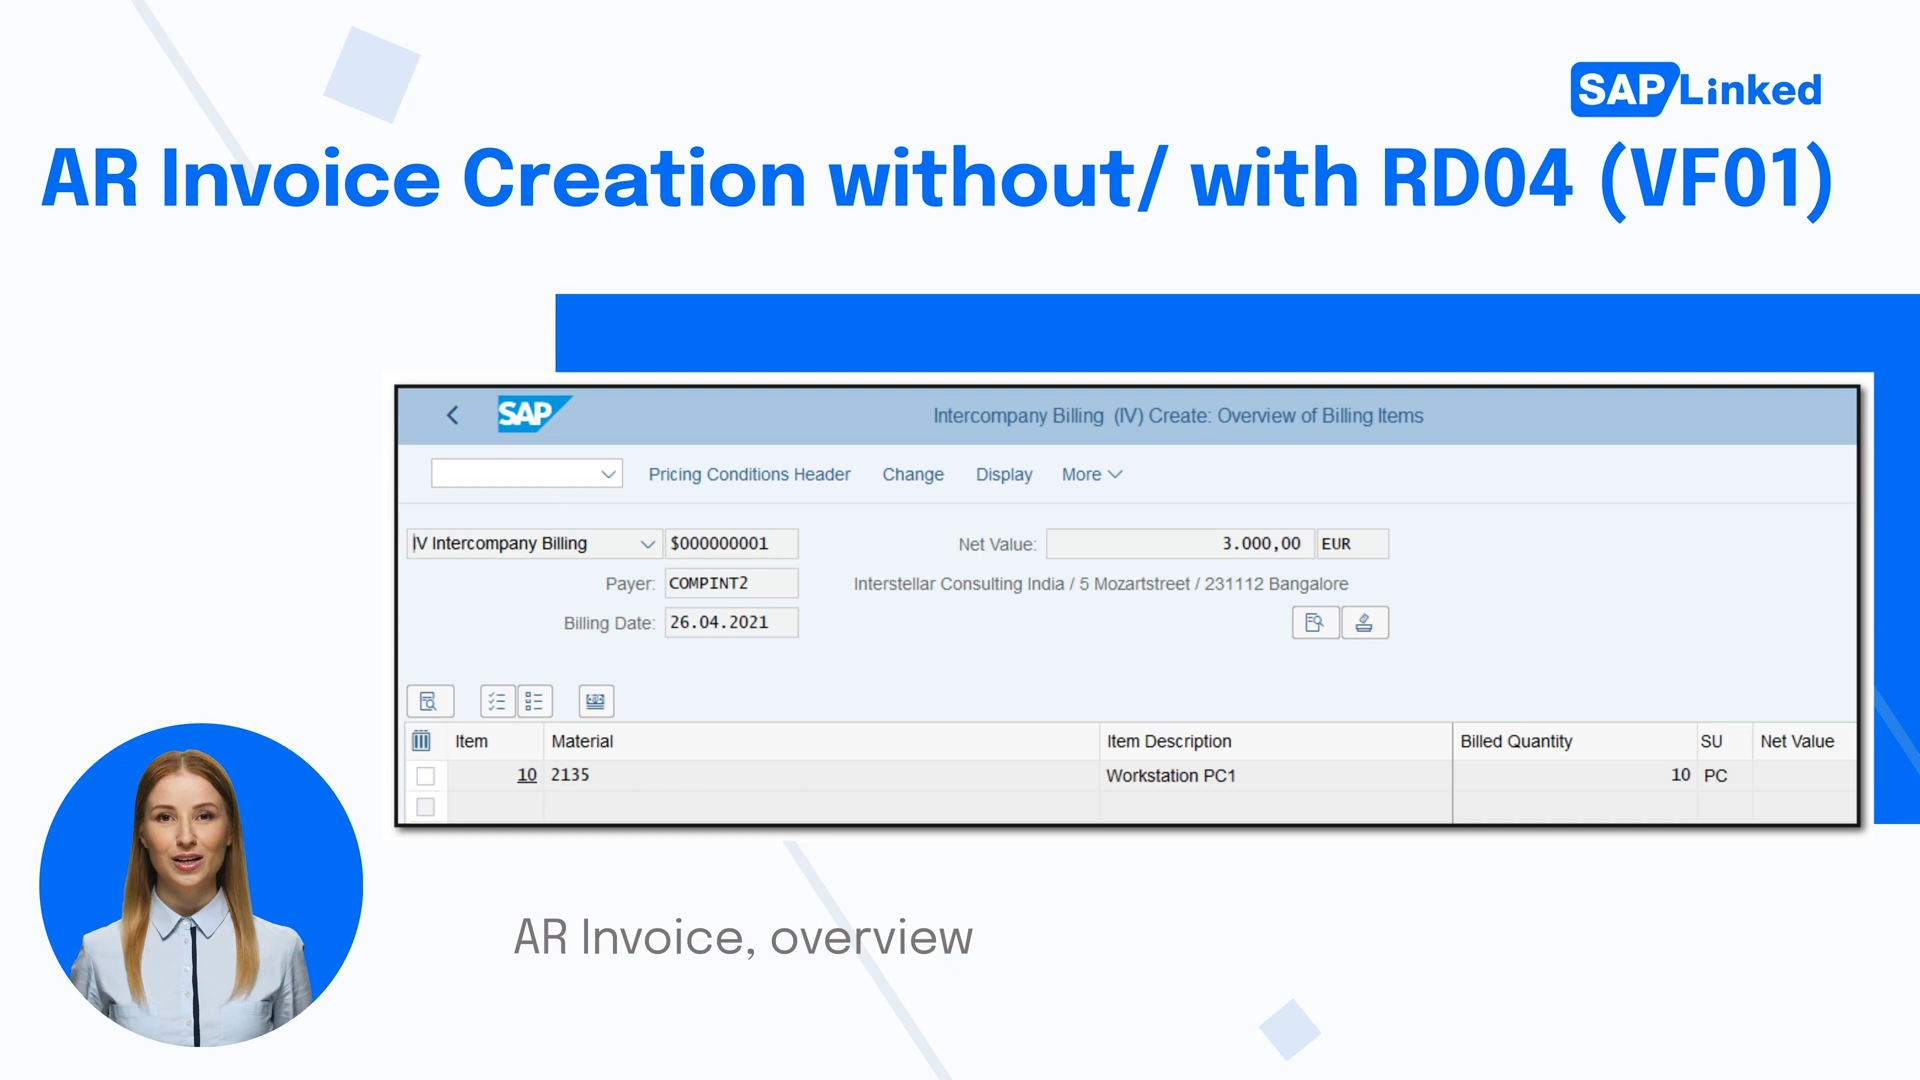 SAP Linked
AR Invoice Creation without/ with RD04 (VF01)
SAP
Intercompany Billing (IV) Create: Overview of Billing Items
Pricing Conditions Header Change Display More
IV Intercompany Billing $000000001 Net Value: 3.000,00 EUR
Payer: COMPINT2 Interstellar Consulting India / 5 Mozartstreet / 231112 Bangalore
Billing Date: 26.04.2021
Item Material Item Description Billed Quantity SU Net Value
10 2135 Workstation PC1 10 PC
AR Invoice, overview